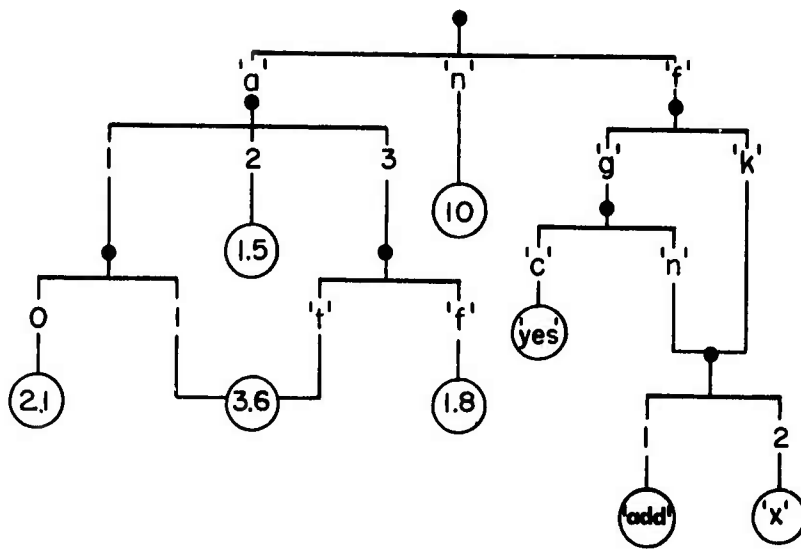 'a' 'n' 'f'
1 2 3 'g' 'k'
1.5 10 'c' 'n'
0 1 't' 'f' 'yes'
2.1 3.6 1.8 1 2
'add' 'x'